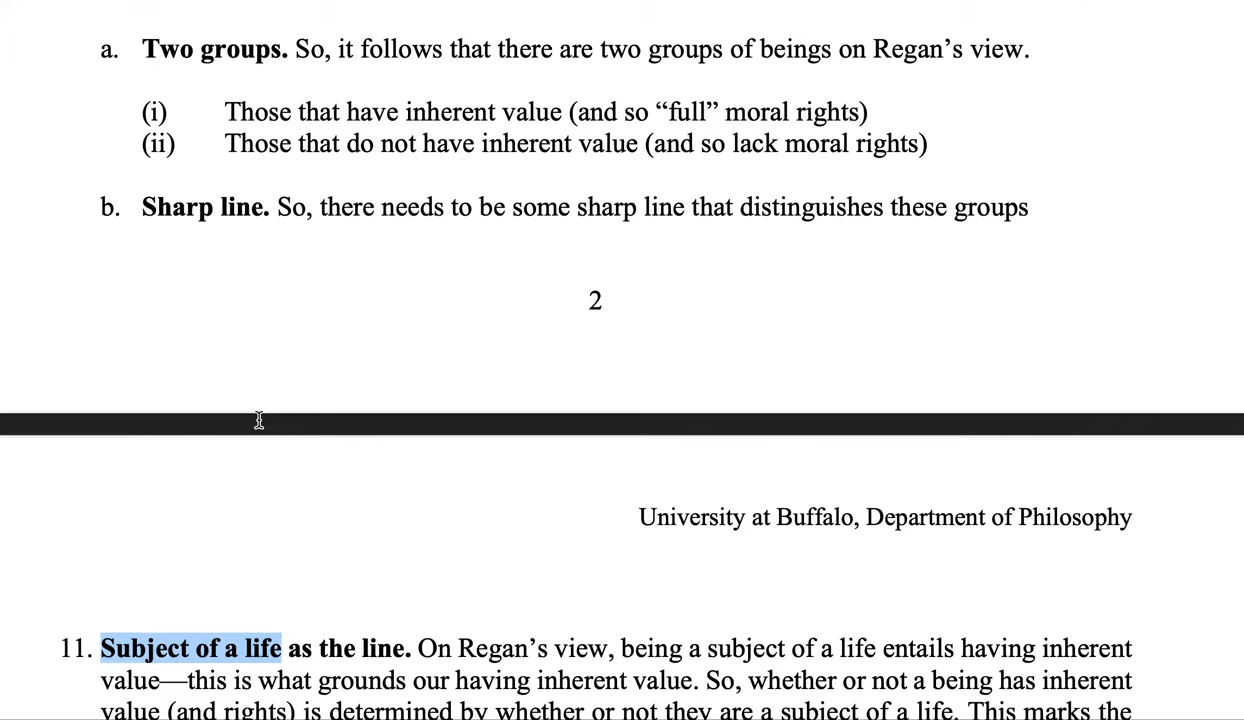 a. Two groups. So, it follows that there are two groups of beings on Regan’s view.
(i) Those that have inherent value (and so “full” moral rights)
(ii) Those that do not have inherent value (and so lack moral rights)
b. Sharp line. So, there needs to be some sharp line that distinguishes these groups
2
University at Buffalo, Department of Philosophy
11. Subject of a life as the line. On Regan’s view, being a subject of a life entails having inherent
value—this is what grounds our having inherent value. So, whether or not a being has inherent
value (and rights) is determined by whether or not they are a subject of a life. This marks the